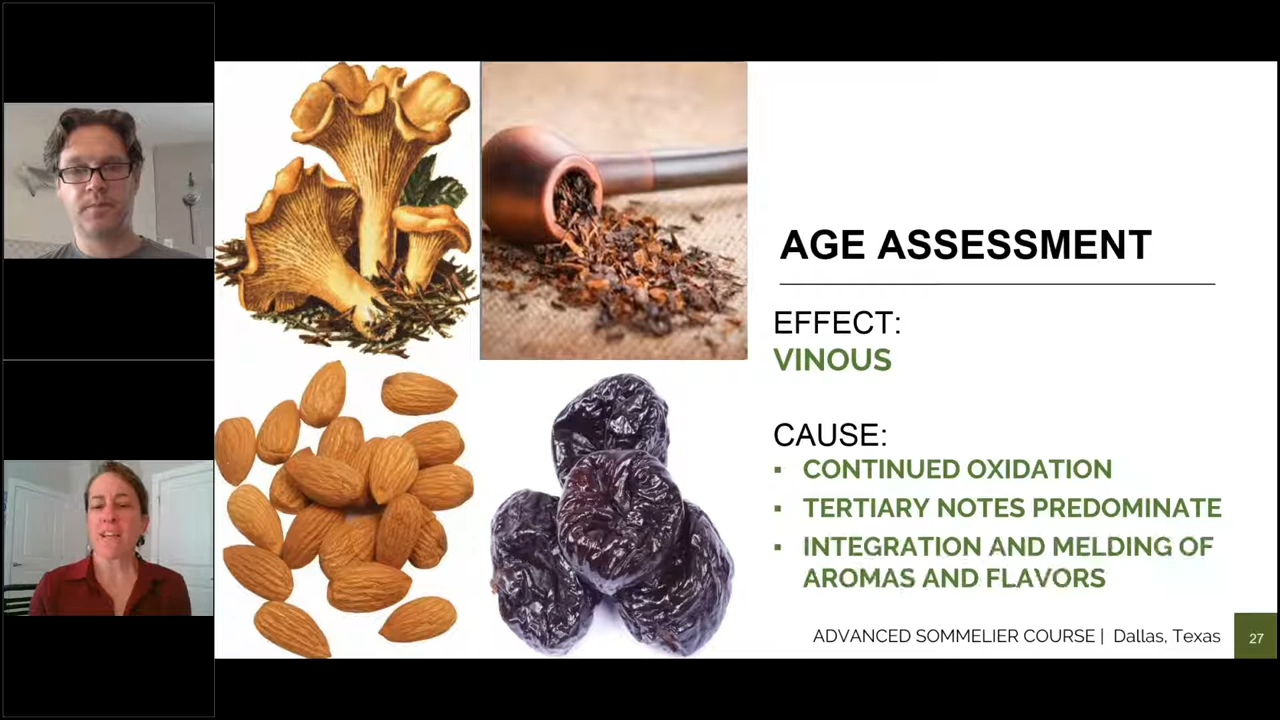 AGE ASSESSMENT
EFFECT:
VINOUS
CAUSE:
▪ CONTINUED OXIDATION
▪ TERTIARY NOTES PREDOMINATE
▪ INTEGRATION AND MELDING OF
AROMAS AND FLAVORS
ADVANCED SOMMELIER COURSE | Dallas, Texas
27